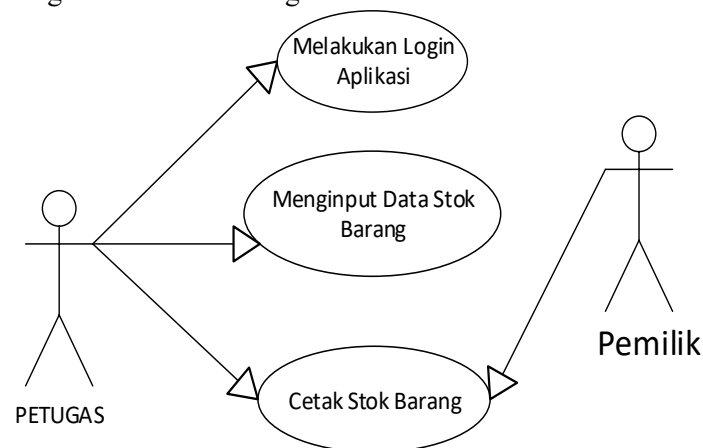 Melakukan Login
Aplikasi
Menginput Data Stok
Barang
Cetak Stok Barang
PETUGAS
Pemilik